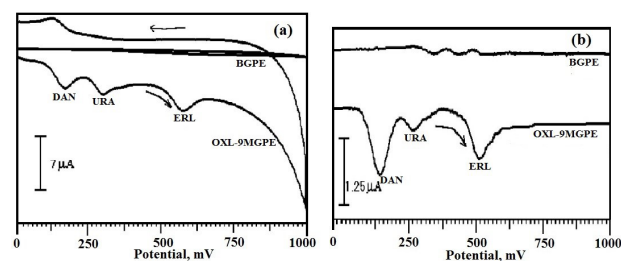 (a)
BGPE
DAN
URA
ERL
OXL-9MGPE
7µA
0 250 500 750 1000
Potential, mV
(b)
BGPE
OXL-9MGPE
URA
DAN
ERL
1.25µA
0 250 500 750 1000
Potential, mV